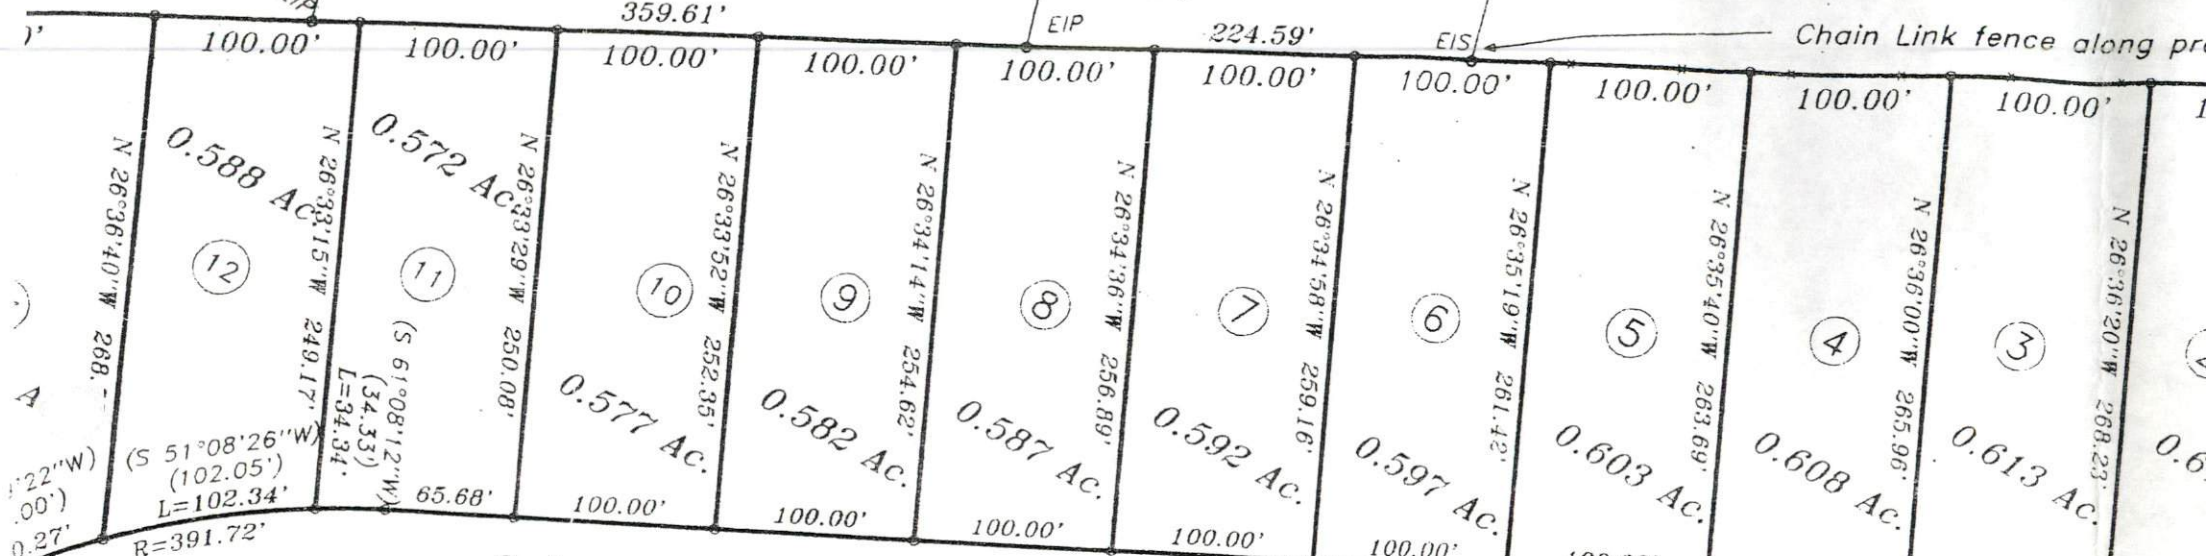 359.61'
EIP
224.59'
EIS
Chain Link fence along
100.00'
100.00'
100.00'
100.00'
100.00'
100.00'
100.00'
100.00'
100.00'
100.00'
N 26°36'40"W 268.
0.588 Ac.
12
N 26°33'15"W 249.17'
0.572 Ac.
11
N 26°33'29"W 250.08'
10
0.577 Ac.
N 26°33'52"W 252.35'
9
0.582 Ac.
N 26°34'14"W 254.62'
8
0.587 Ac.
N 26°34'36"W 256.89'
7
0.592 Ac.
N 26°34'58"W 259.16'
6
0.597 Ac.
N 26°35'19"W 261.42'
5
0.603 Ac.
N 26°35'40"W 263.69'
4
0.608 Ac.
N 26°36'00"W 265.96'
3
0.613 Ac.
N 26°36'20"W 268.23'
A
(S 51°08'26"W)
(102.05')
L=102.34'
R=391.72'
(S 61°08'12"W)
(34.33')
L=34.34'
65.68'
100.00'
100.00'
100.00'
100.00'
100.00'